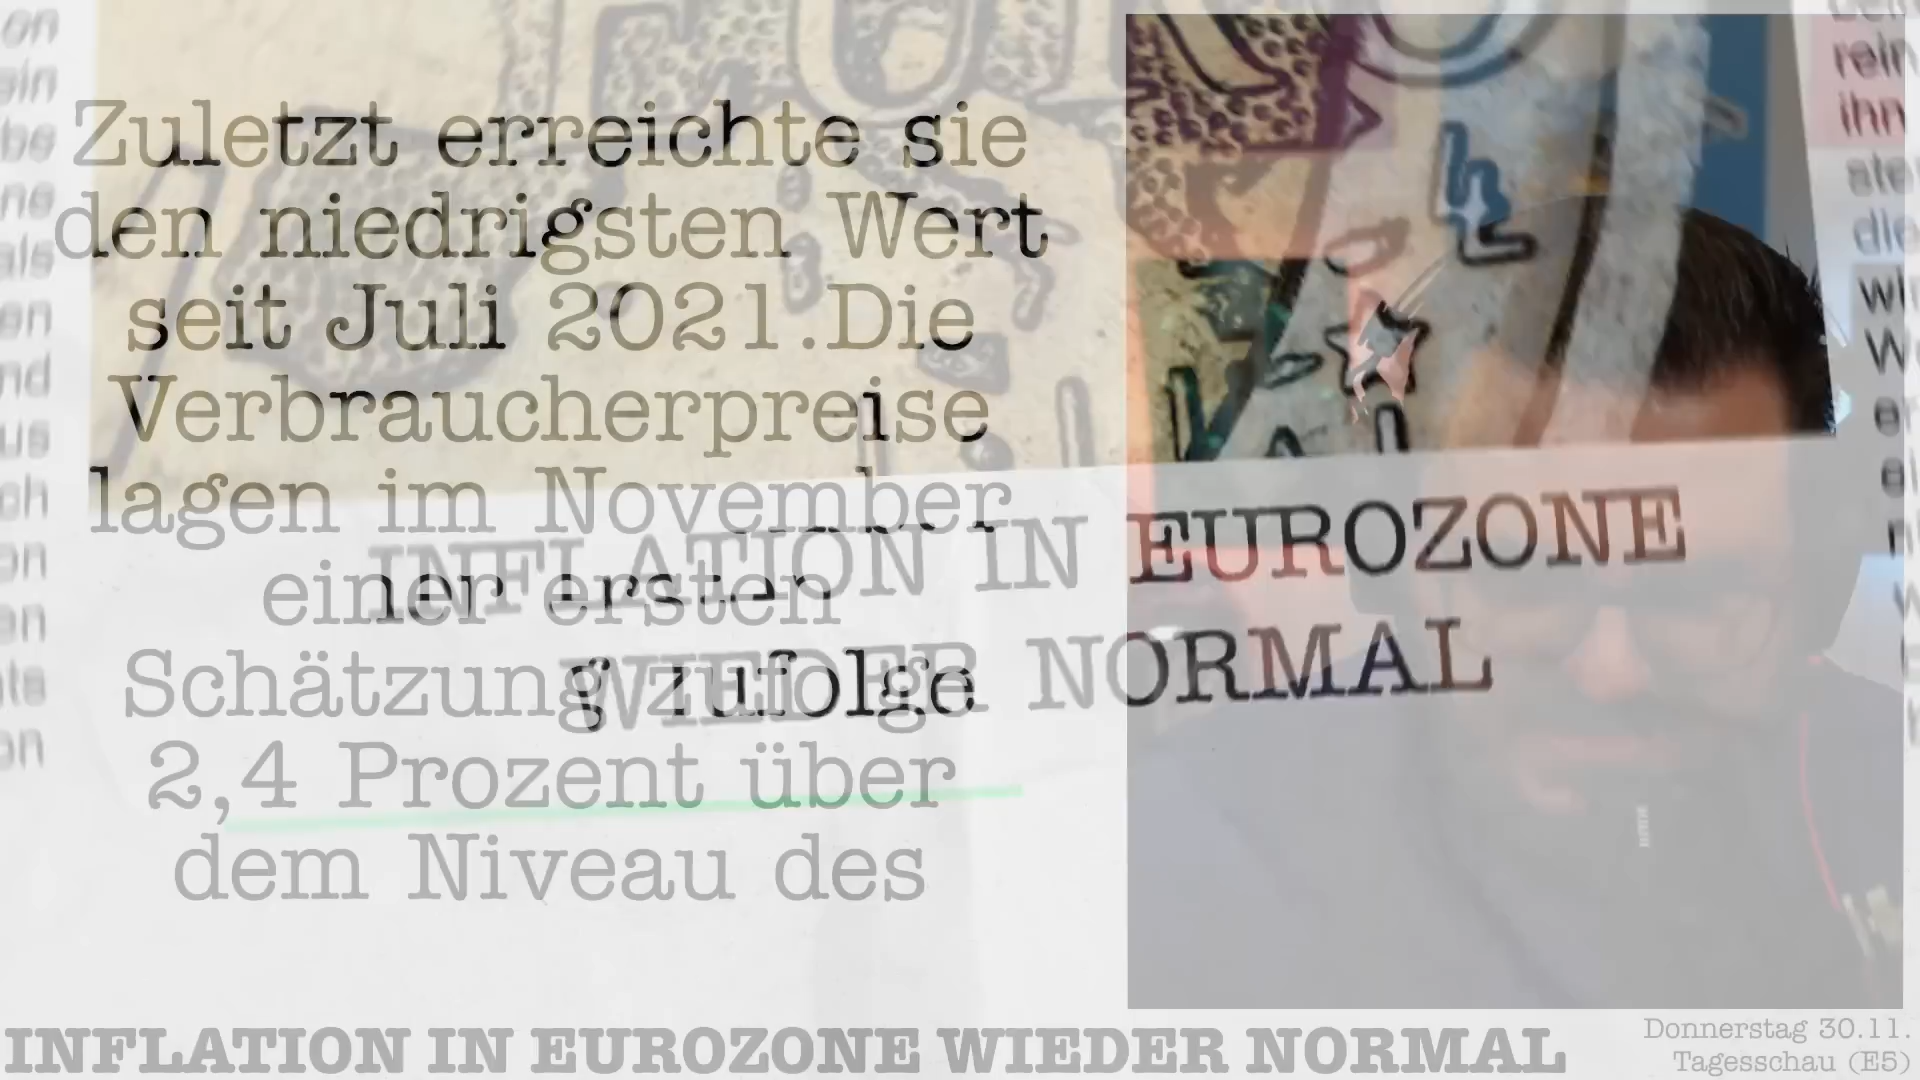 Zuletzt erreichte sie
den niedrigsten Wert
seit Juli 2021.Die
Verbraucherpreise
lagen im November
einer ersten
Schätzung zufolge
2,4 Prozent über
dem Niveau des
INFLATION IN EUROZONE
WIEDER NORMAL
INFLATION IN EUROZONE WIEDER NORMAL
Donnerstag 30.11.
Tagesschau (E5)